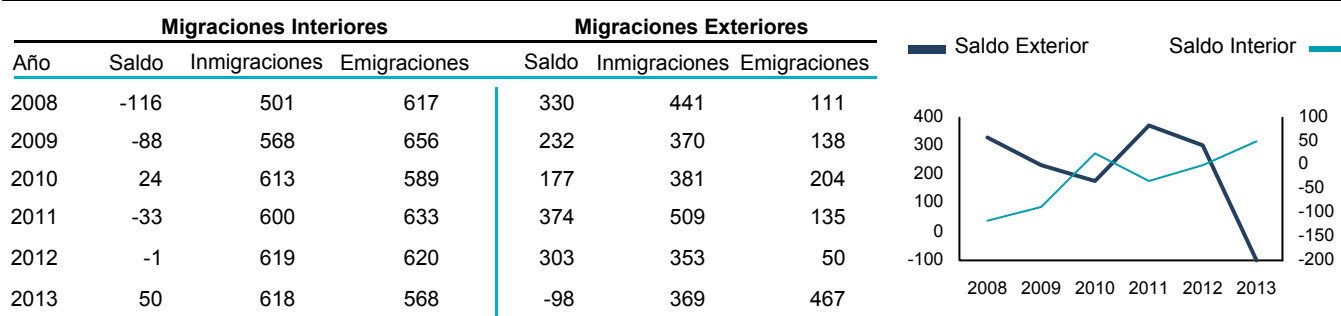 Migraciones Interiores Migraciones Exteriores
Año Saldo Inmigraciones Emigraciones Saldo Inmigraciones Emigraciones
2008 -116 501 617 330 441 111
2009 -88 568 656 232 370 138
2010 24 613 589 177 381 204
2011 -33 600 633 374 509 135
2012 -1 619 620 303 353 50
2013 50 618 568 -98 369 467
Saldo Exterior Saldo Interior
400 100
300 50
200 0
100 -50
0 -100
-100 -150
-200
2008 2009 2010 2011 2012 2013